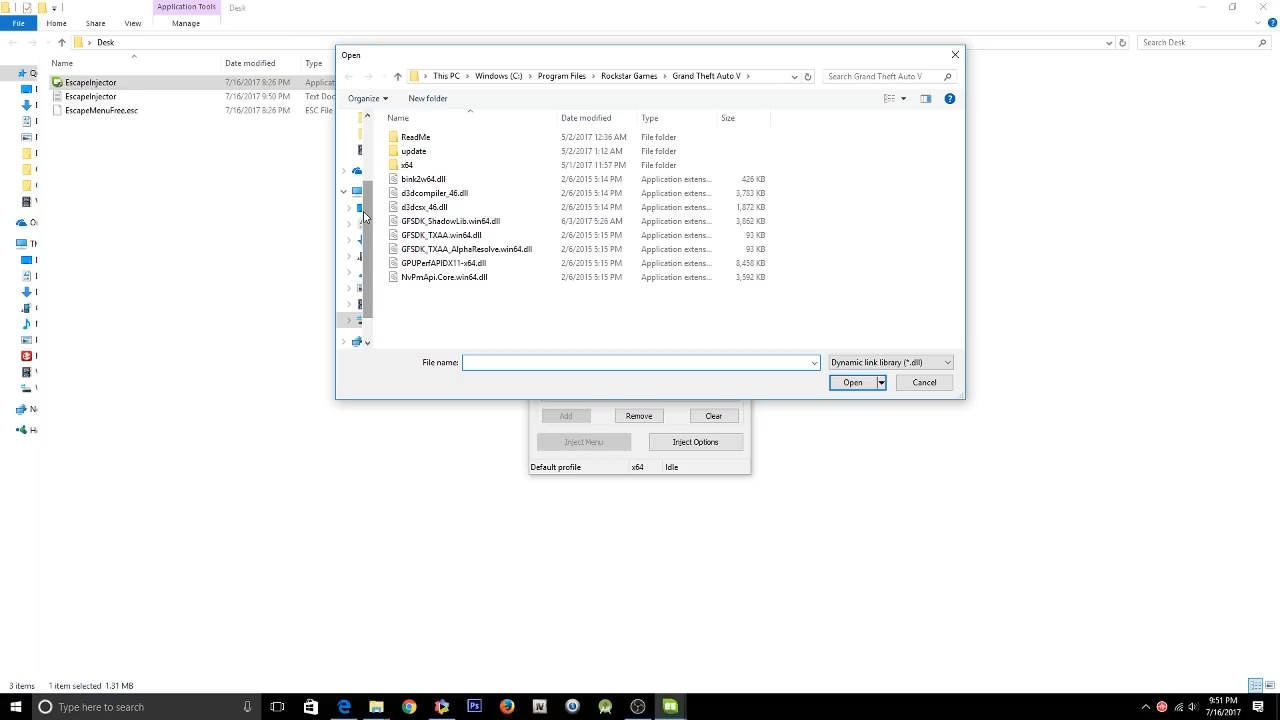 Application Tools
Desk
File
Home
Share
View
Manage
Desk
Search Desk
Name
Date modified
Type
EscapeInjector
7/16/2017 8:26 PM
Applicat
EscapeInjector
7/16/2017 9:50 PM
Text Doc
EscapeMenuFree.esc
7/16/2017 8:26 PM
ESC File
Open
This PC
Windows (C:)
Program Files
Rockstar Games
Grand Theft Auto V
Search Grand Theft Auto V
Organize
New folder
Name
Date modified
Type
Size
ReadMe
5/2/2017 12:36 AM
File folder
update
5/2/2017 1:12 AM
File folder
x64
5/1/2017 11:57 PM
File folder
bink2w64.dll
2/6/2015 5:14 PM
Application extens...
426 KB
d3dcompiler_46.dll
2/6/2015 5:14 PM
Application extens...
3,783 KB
d3dcsx_46.dll
2/6/2015 5:14 PM
Application extens...
1,872 KB
GFSDK_ShadowLib.win64.dll
6/3/2017 5:26 AM
Application extens...
3,862 KB
GFSDK_TXAA.win64.dll
2/6/2015 5:15 PM
Application extens...
93 KB
GFSDK_TXAA_AlphaResolve.win64.dll
2/6/2015 5:15 PM
Application extens...
93 KB
GPUPerfAPIDX11-x64.dll
2/6/2015 5:15 PM
Application extens...
8,458 KB
NvPmApi.Core.win64.dll
2/6/2015 5:15 PM
Application extens...
3,592 KB
File name:
Dynamic link library (*.dll)
Open
Cancel
Add
Remove
Clear
Inject Menu
Inject Options
Default profile
x64
Idle
3 items
1 item selected 1.31 MB
Type here to search
9:51 PM
7/16/2017